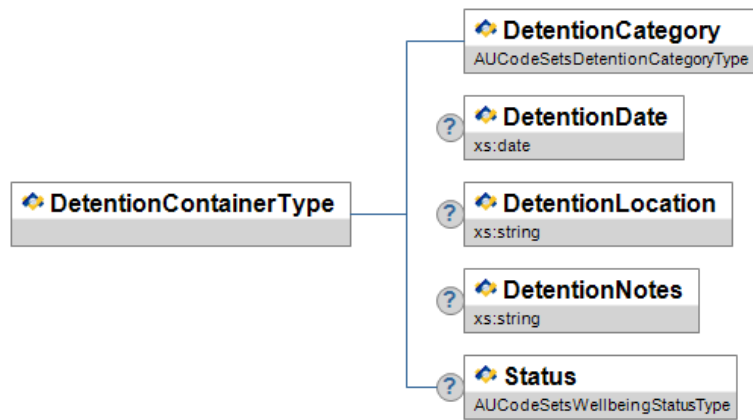 DetentionCategory
AUCodeSetsDetentionCategoryType
?
DetentionDate
xs:date
DetentionContainerType
?
DetentionLocation
xs:string
?
DetentionNotes
xs:string
?
Status
AUCodeSetsWellbeingStatusType